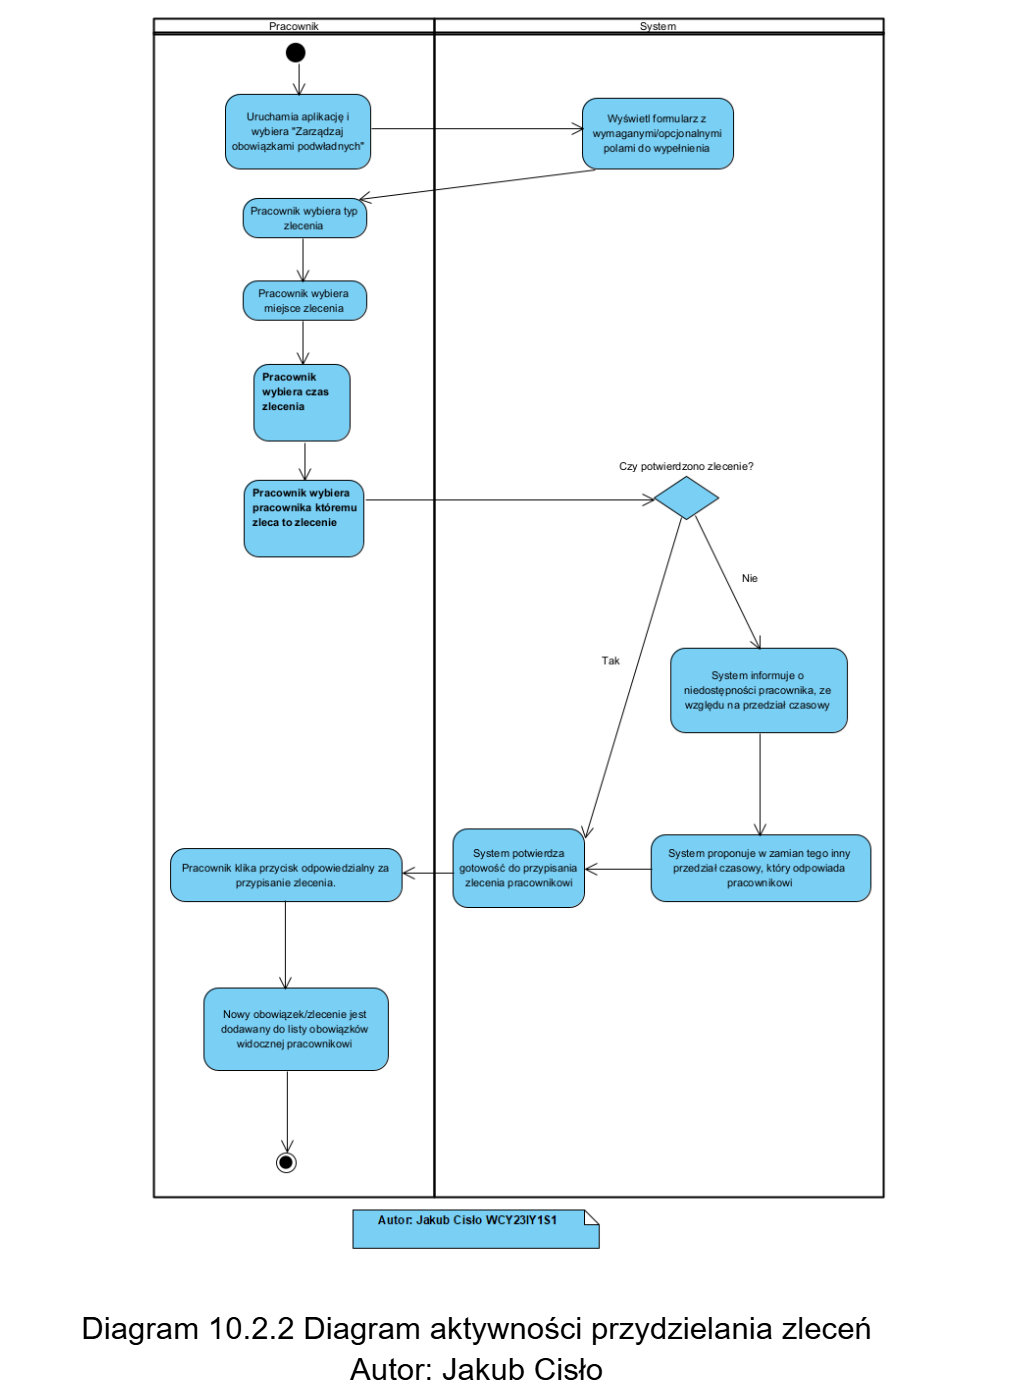 Pracownik
System
Uruchamia aplikację i
wybiera "Zarządzaj
obowiązkami podwładnych"
Wyświetl formularz z
wymaganymi/opcjonalnymi
polami do wypełnienia
Pracownik wybiera typ
zlecenia
Pracownik wybiera
miejsce zlecenia
Pracownik
wybiera czas
zlecenia
Czy potwierdzono zlecenie?
Pracownik wybiera
pracownika któremu
zleca to zlecenie
Nie
Tak
System informuje o
niedostępności pracownika, ze
względu na przedział czasowy
System proponuje w zamian tego inny
przedział czasowy, który odpowiada
pracownikowi
System potwierdza
gotowość do przypisania
zlecenia pracownikowi
Pracownik klika przycisk odpowiedzialny za
przypisanie zlecenia.
Nowy obowiązek/zlecenie jest
dodawany do listy obowiązków
widocznej pracownikowi
Autor: Jakub Cisło WCY23IY1S1
Diagram 10.2.2 Diagram aktywności przydzielania zleceń
Autor: Jakub Cisło